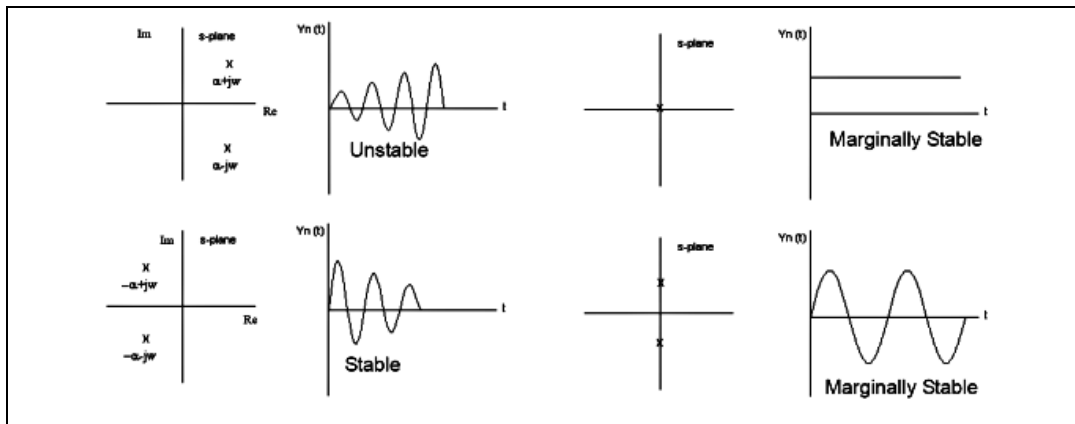 Im
s-plane
X
α+jw
Re
X
α-jw
Yn (t)
t
Unstable
s-plane
x
Yn (t)
t
Marginally Stable
Im
s-plane
X
-α+jw
Re
X
-α-jw
Yn (t)
t
Stable
s-plane
x
x
Yn (t)
t
Marginally Stable